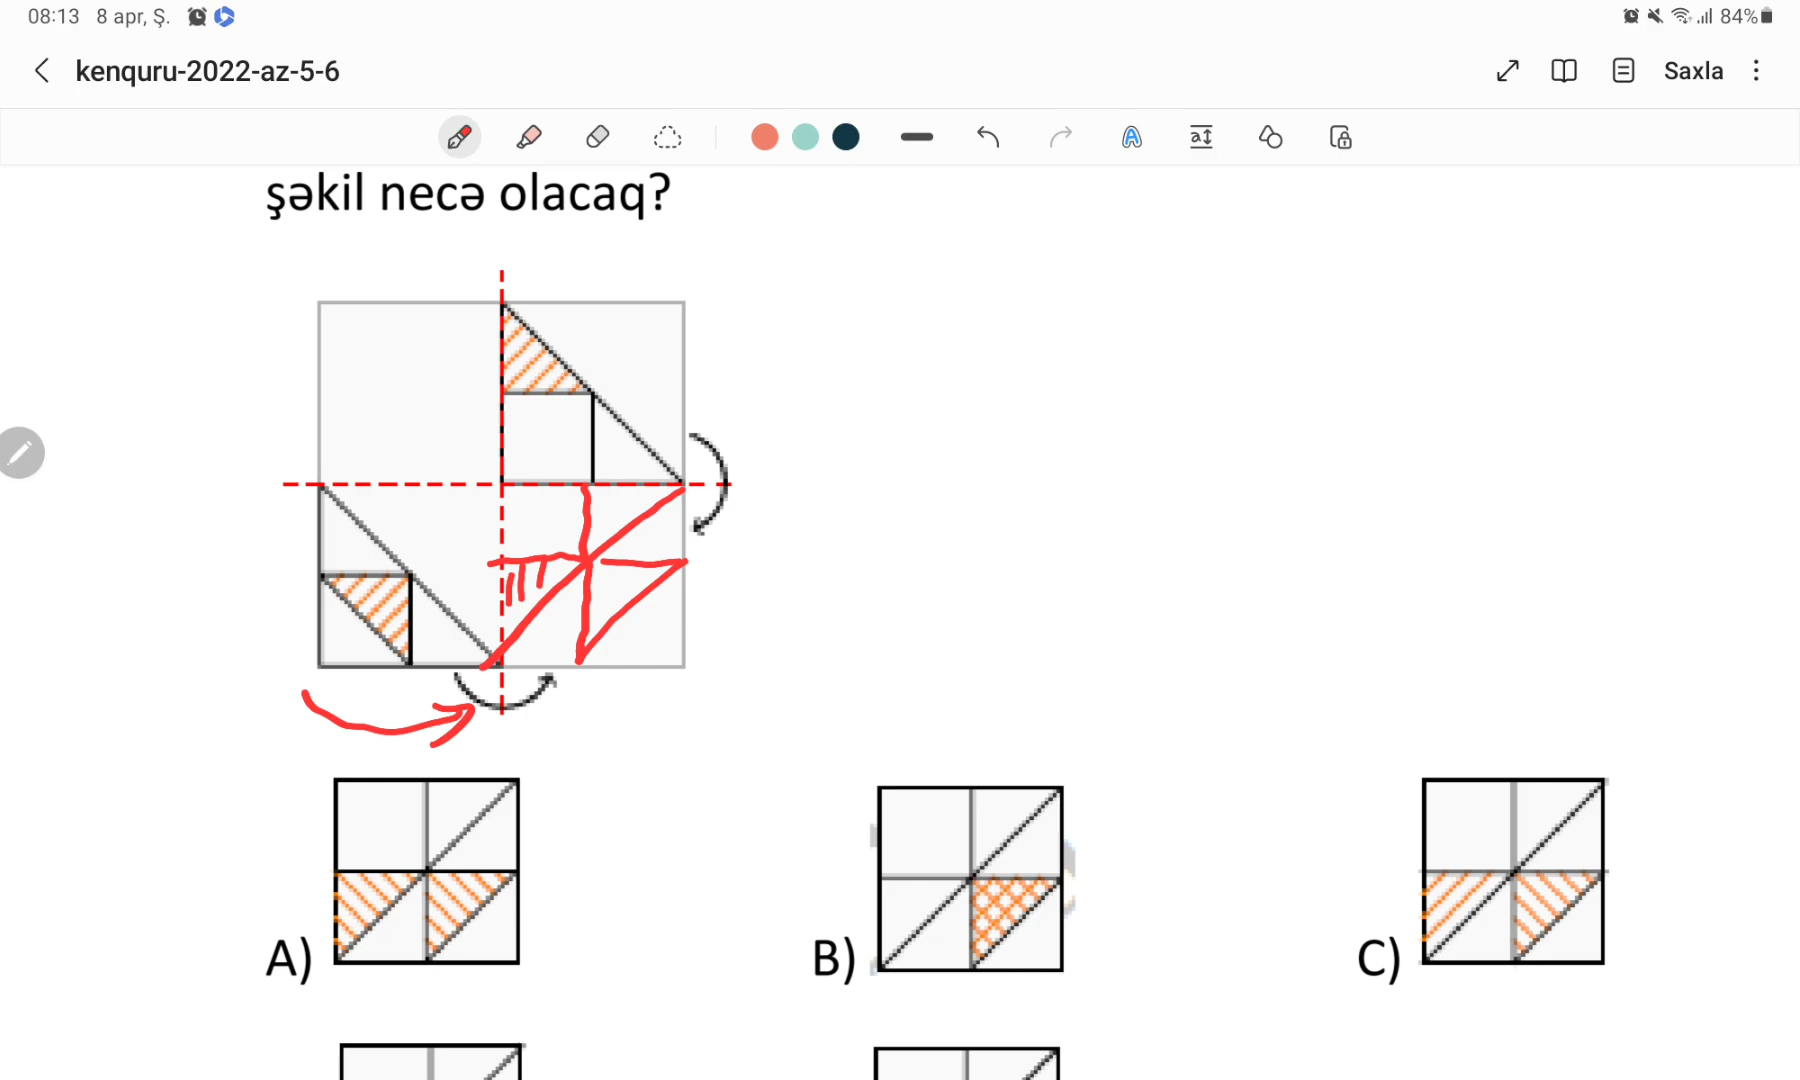 08:13 8 apr, Ş. 84%
kenquru-2022-az-5-6 Saxla
şəkil necə olacaq?
A) B) C)